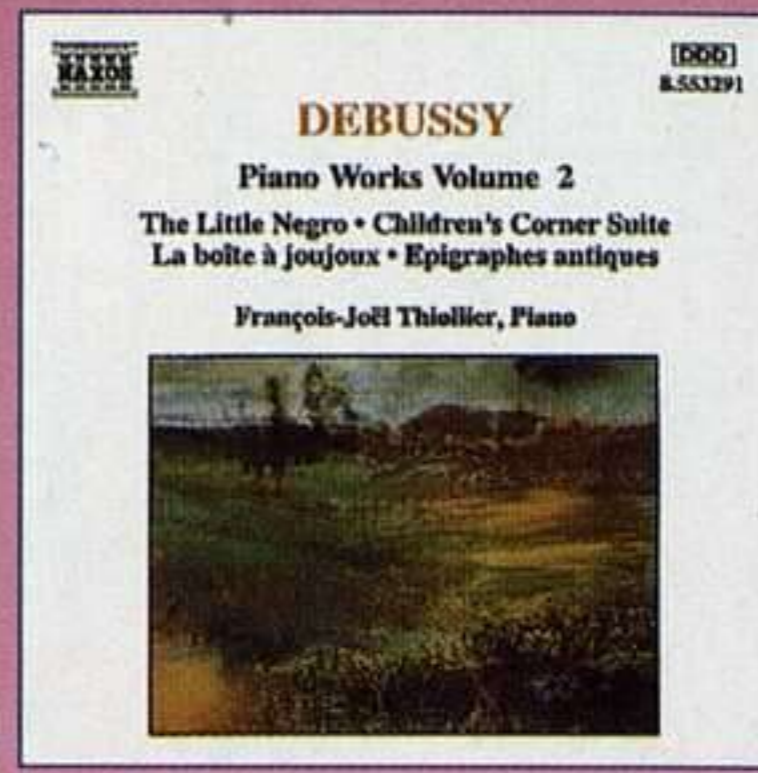 NAXOS
DDD
8.553291
DEBUSSY
Piano Works Volume 2
The Little Negro • Children's Corner Suite
La boîte à joujoux • Epigraphes antiques
François-Joël Thiollier, Piano